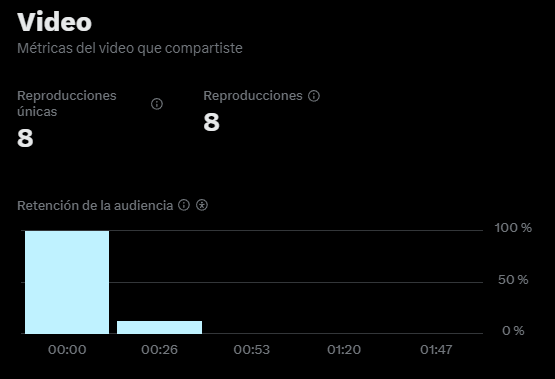 Video
Métricas del video que compartiste
Reproducciones
únicas
8
Reproducciones
8
Retención de la audiencia
100 %
50 %
0 %
00:00 00:26 00:53 01:20 01:47